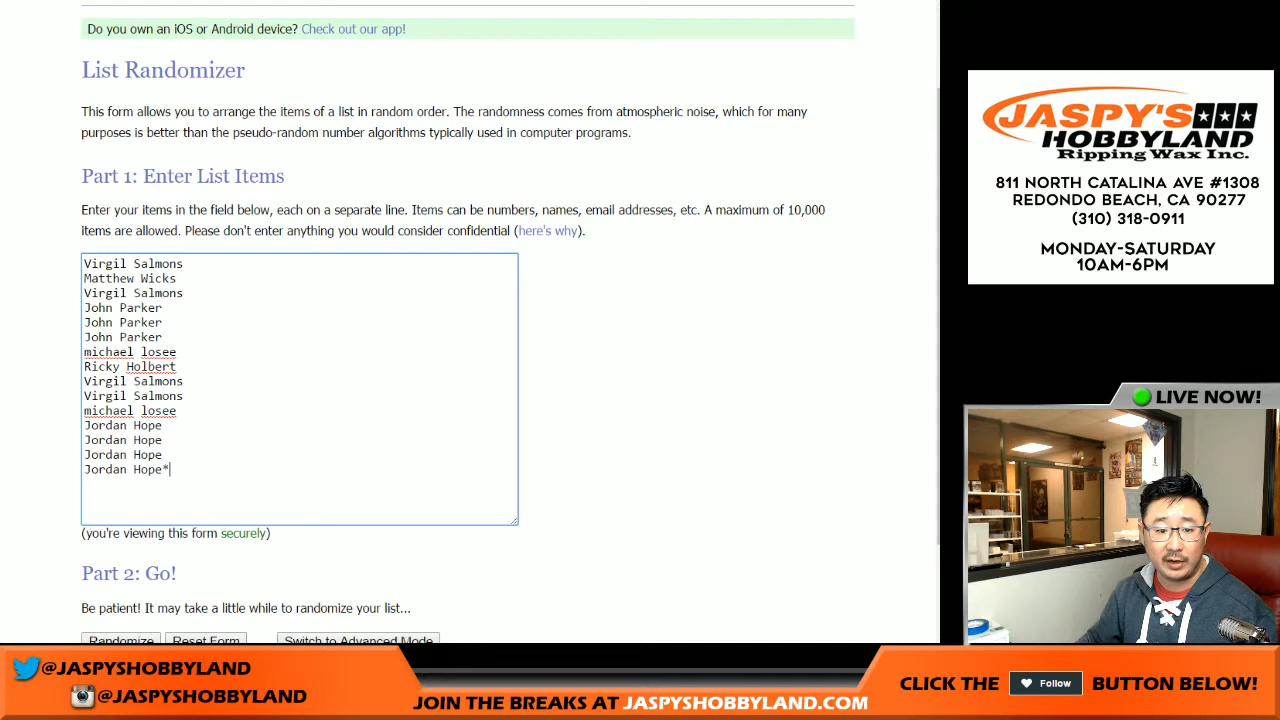 Do you own an iOS or Android device? Check out our app!
List Randomizer
This form allows you to arrange the items of a list in random order. The randomness comes from atmospheric noise, which for many
purposes is better than the pseudo-random number algorithms typically used in computer programs.
Part 1: Enter List Items
Enter your items in the field below, each on a separate line. Items can be numbers, names, email addresses, etc. A maximum of 10,000
items are allowed. Please don't enter anything you would consider confidential (here's why).
Virgil Salmons
Matthew Wicks
Virgil Salmons
John Parker
John Parker
John Parker
michael losee
Ricky Holbert
Virgil Salmons
Virgil Salmons
michael losee
Jordan Hope
Jordan Hope
Jordan Hope
Jordan Hope*
(you're viewing this form securely)
Part 2: Go!
Be patient! It may take a little while to randomize your list...
Randomize Reset Form Switch to Advanced Mode
JASPY'S
HOBBYLAND
Ripping Wax Inc.
811 NORTH CATALINA AVE #1308
REDONDO BEACH, CA 90277
(310) 318-0911
MONDAY-SATURDAY
10AM-6PM
LIVE NOW!
@JASPYSHOBBYLAND
@JASPYSHOBBYLAND
JOIN THE BREAKS AT JASPYSHOBBYLAND.COM
CLICK THE Follow BUTTON BELOW!